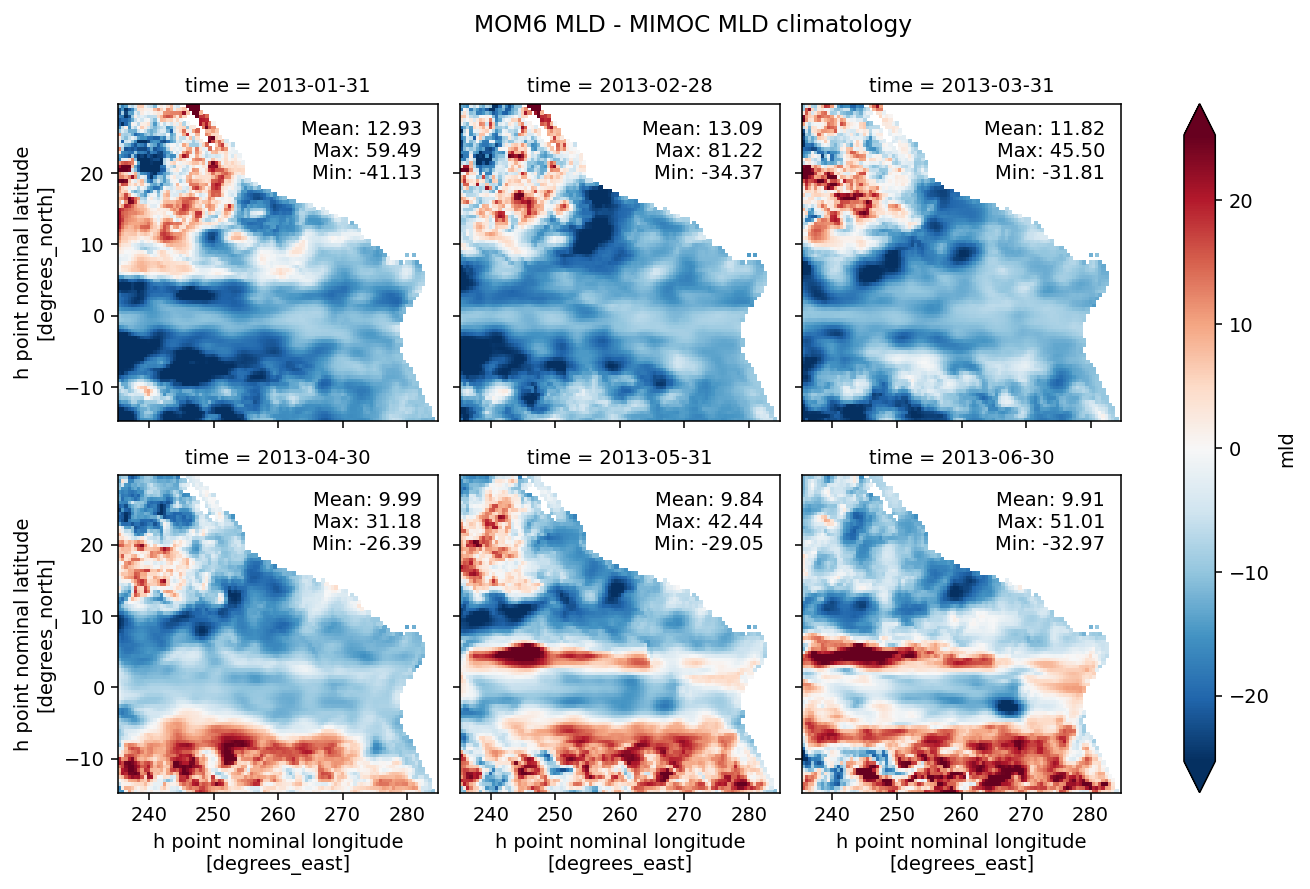 MOM6 MLD - MIMOC MLD climatology
time = 2013-01-31
time = 2013-02-28
time = 2013-03-31
Mean: 12.93
Max: 59.49
Min: -41.13
Mean: 13.09
Max: 81.22
Min: -34.37
Mean: 11.82
Max: 45.50
Min: -31.81
h point nominal latitude
[degrees_north]
20
10
0
−10
time = 2013-04-30
time = 2013-05-31
time = 2013-06-30
Mean: 9.99
Max: 31.18
Min: -26.39
Mean: 9.84
Max: 42.44
Min: -29.05
Mean: 9.91
Max: 51.01
Min: -32.97
h point nominal latitude
[degrees_north]
20
10
0
−10
240 250 260 270 280
240 250 260 270 280
240 250 260 270 280
h point nominal longitude
[degrees_east]
h point nominal longitude
[degrees_east]
h point nominal longitude
[degrees_east]
20
10
0
−10
−20
mld